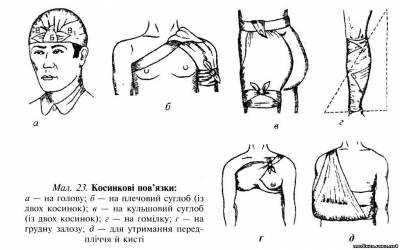 а
б
в
г
Мал. 23. Косинкові пов'язки:
а — на голову; б — на плечовий суглоб (із
двох косинок); в — на кульшовий суглоб
(із двох косинок); г — на гомілку; ґ — на
грудну залозу; д — для утримання перед-
пліччя й кисті
ґ
д